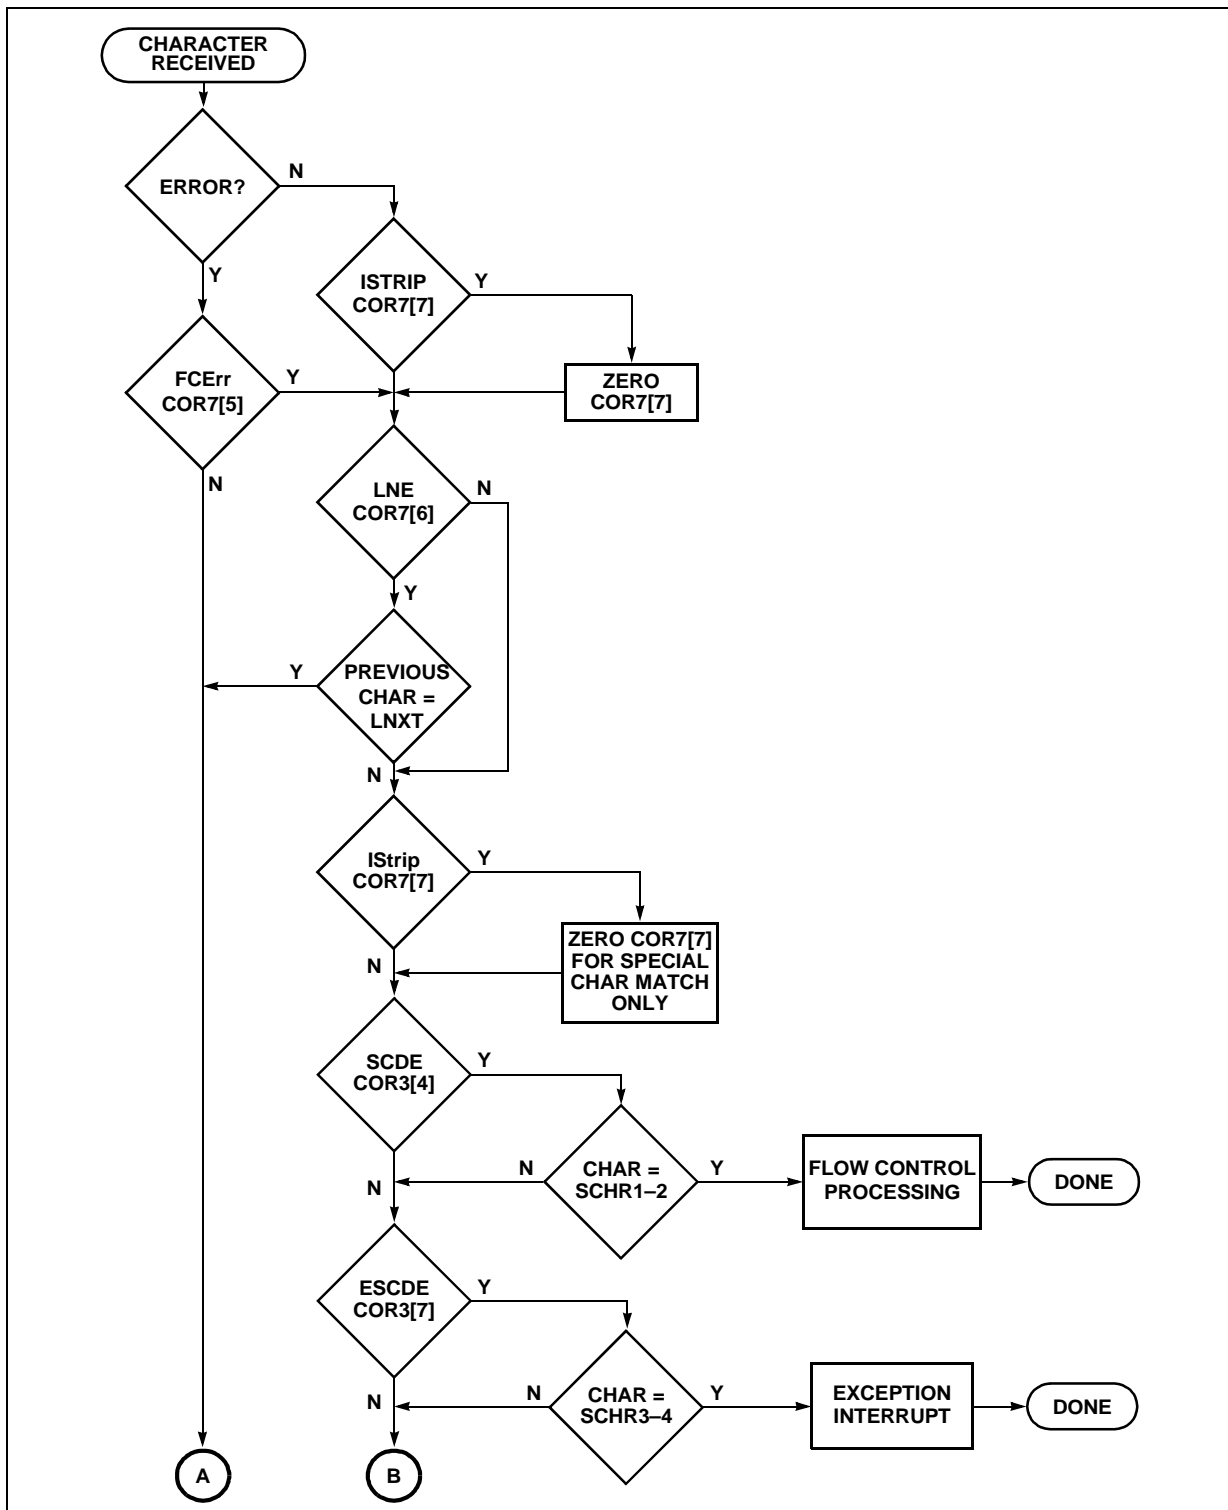 CHARACTER
RECEIVED
ERROR?
N
Y
ISTRIP
COR7[7]
Y
ZERO
COR7[7]
FCErr
COR7[5]
Y
N
LNE
COR7[6]
N
Y
PREVIOUS
CHAR =
LNXT
Y
N
IStrip
COR7[7]
Y
N
ZERO COR7[7]
FOR SPECIAL
CHAR MATCH
ONLY
SCDE
COR3[4]
Y
N
CHAR =
SCHR1–2
N
Y
FLOW CONTROL
PROCESSING
DONE
ESCDE
COR3[7]
Y
N
CHAR =
SCHR3–4
N
Y
EXCEPTION
INTERRUPT
DONE
A
B